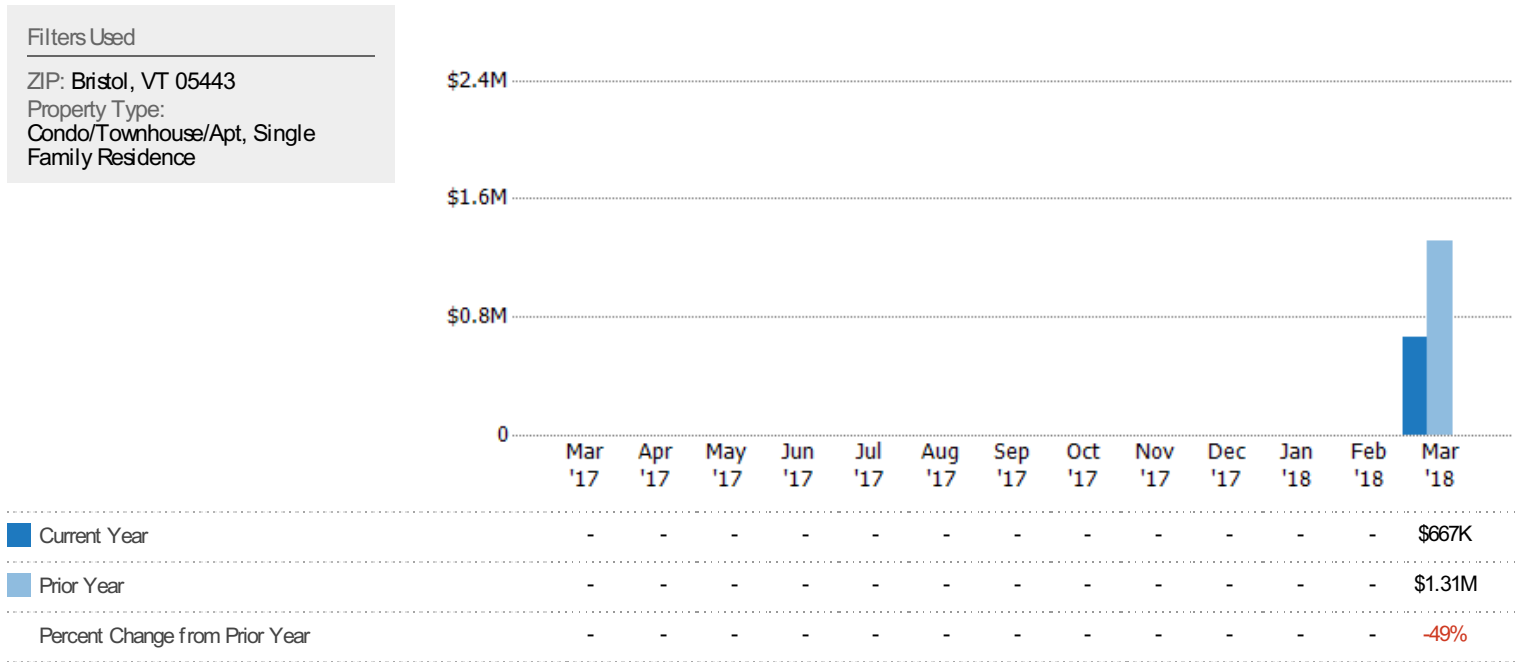 Filters Used
ZIP: Bristol, VT 05443
Property Type:
Condo/Townhouse/Apt, Single
Family Residence
$2.4M
$1.6M
$0.8M
0
Mar Apr May Jun Jul Aug Sep Oct Nov Dec Jan Feb Mar
'17 '17 '17 '17 '17 '17 '17 '17 '17 '17 '18 '18 '18
Current Year - - - - - - - - - - - - $667K
Prior Year - - - - - - - - - - - - $1.31M
Percent Change from Prior Year - - - - - - - - - - - - -49%